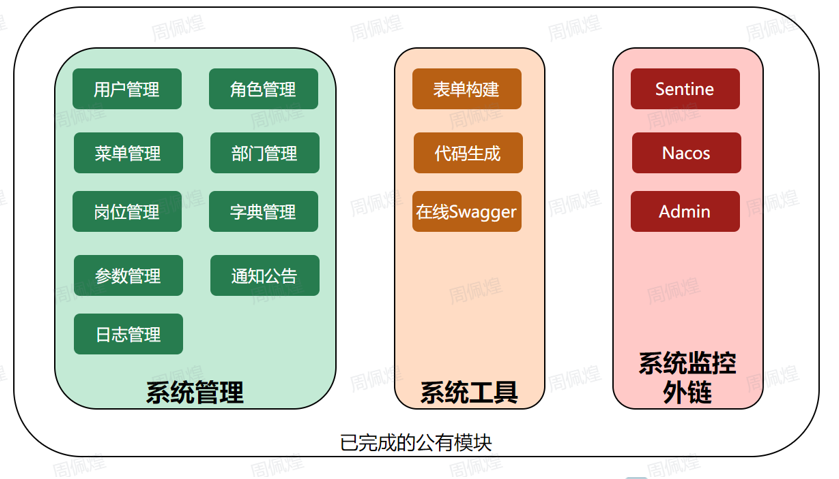 用户管理
角色管理
菜单管理
部门管理
岗位管理
字典管理
参数管理
通知公告
日志管理
系统管理
表单构建
代码生成
在线Swagger
系统工具
Sentine
Nacos
Admin
系统监控
外链
已完成的公有模块
周佩煌